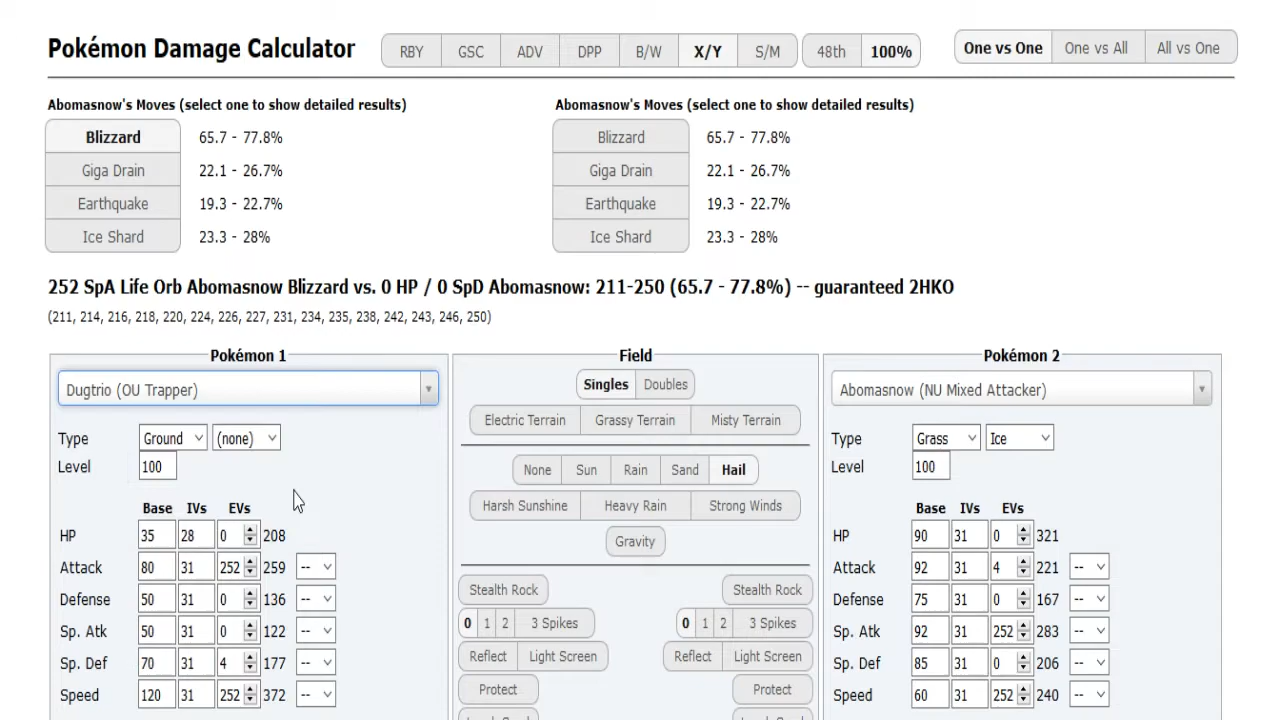 Pokémon Damage Calculator RBY GSC ADV DPP B/W X/Y S/M 48th 100% One vs One One vs All All vs One
Abomasnow's Moves (select one to show detailed results) Abomasnow's Moves (select one to show detailed results)
Blizzard 65.7 - 77.8% Blizzard 65.7 - 77.8%
Giga Drain 22.1 - 26.7% Giga Drain 22.1 - 26.7%
Earthquake 19.3 - 22.7% Earthquake 19.3 - 22.7%
Ice Shard 23.3 - 28% Ice Shard 23.3 - 28%
252 SpA Life Orb Abomasnow Blizzard vs. 0 HP / 0 SpD Abomasnow: 211-250 (65.7 - 77.8%) -- guaranteed 2HKO
(211, 214, 216, 218, 220, 224, 226, 227, 231, 234, 235, 238, 242, 243, 246, 250)
Pokémon 1
Dugtrio (OU Trapper)
Type Ground (none)
Level 100
Base IVs EVs
HP 35 28 0 208
Attack 80 31 252 259 --
Defense 50 31 0 136 --
Sp. Atk 50 31 0 122 --
Sp. Def 70 31 4 177 --
Speed 120 31 252 372 --
Field
Singles Doubles
Electric Terrain Grassy Terrain Misty Terrain
None Sun Rain Sand Hail
Harsh Sunshine Heavy Rain Strong Winds
Gravity
Stealth Rock Stealth Rock
0 1 2 3 Spikes 0 1 2 3 Spikes
Reflect Light Screen Reflect Light Screen
Protect Protect
Pokémon 2
Abomasnow (NU Mixed Attacker)
Type Grass Ice
Level 100
Base IVs EVs
HP 90 31 0 321
Attack 92 31 4 221 --
Defense 75 31 0 167 --
Sp. Atk 92 31 252 283 --
Sp. Def 85 31 0 206 --
Speed 60 31 252 240 --